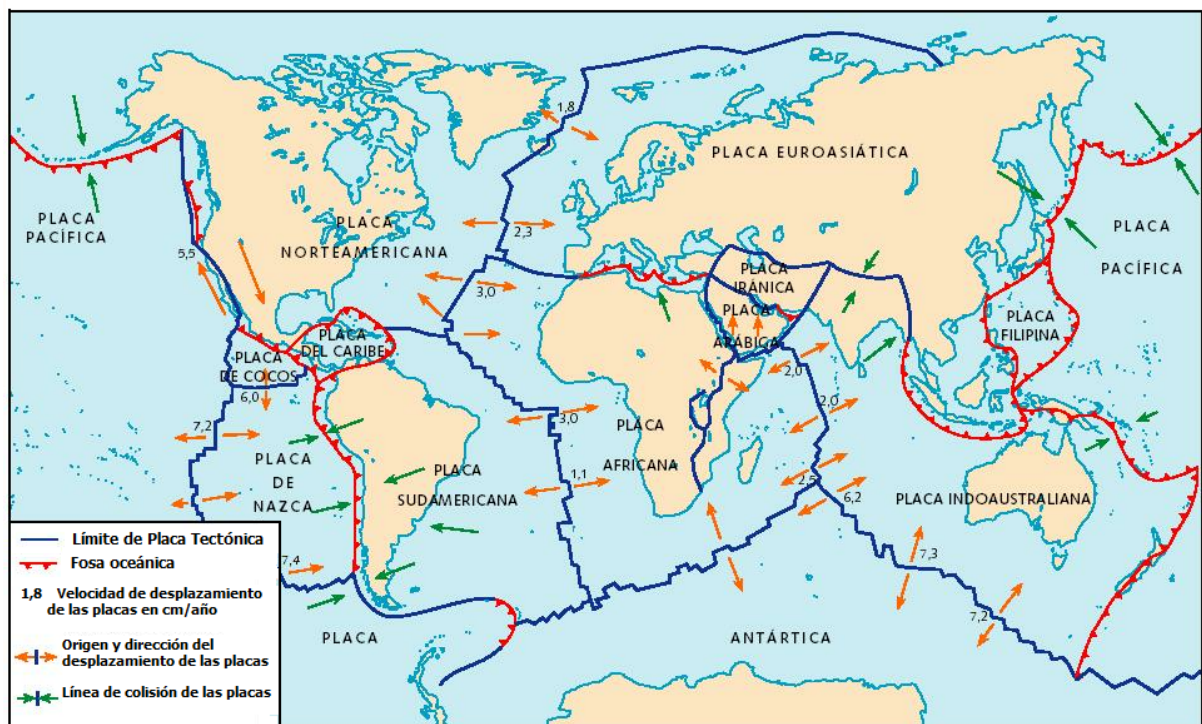 1,8
PLACA EUROASIÁTICA
PLACA
PACÍFICA
PLACA
NORTEAMERICANA
2,3
PLACA
PACÍFICA
5,5
3,0
PLACA
IRÁNICA
PLACA
ARÁBICA
PLACA
FILIPINA
PLACA
DEL CARIBE
PLACA
DE COCOS
6,0
2,0
2,0
7,2
3,0
PLACA
AFRICANA
PLACA
DE
NAZCA
PLACA
SUDAMERICANA
1,1
2,5
6,2
PLACA INDOAUSTRALIANA
7,4
7,3
7,2
PLACA
ANTÁRTICA
Límite de Placa Tectónica
Fosa oceánica
1,8 Velocidad de desplazamiento
de las placas en cm/año
Origen y dirección del
desplazamiento de las placas
Línea de colisión de las placas